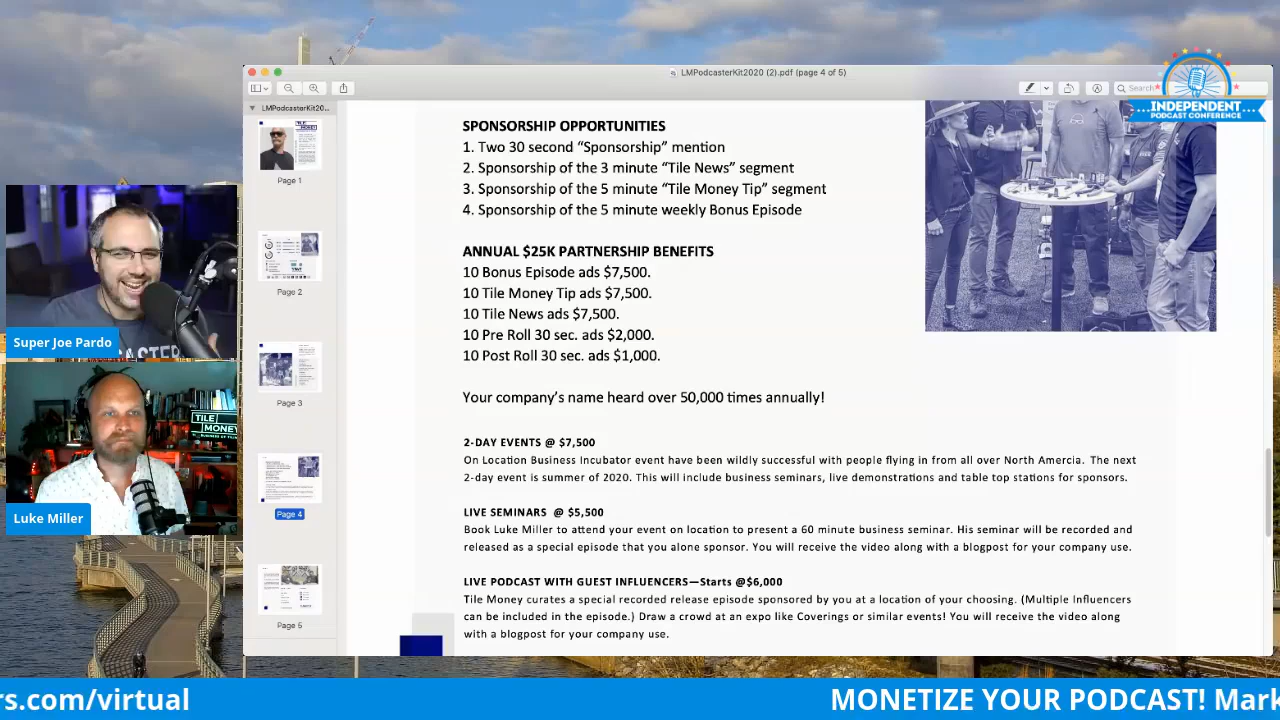 LMPodcasterKit2020 (2).pdf (page 4 of 5)
Search
INDEPENDENT
PODCAST CONFERENCE
LMPodcasterKit20...
Page 1
Page 2
Page 3
Page 4
Page 5
SPONSORSHIP OPPORTUNITIES
1. Two 30 second “Sponsorship” mention
2. Sponsorship of the 3 minute “Tile News” segment
3. Sponsorship of the 5 minute “Tile Money Tip” segment
4. Sponsorship of the 5 minute weekly Bonus Episode
ANNUAL $25K PARTNERSHIP BENEFITS
10 Bonus Episode ads $7,500.
10 Tile Money Tip ads $7,500.
10 Tile News ads $7,500.
10 Pre Roll 30 sec. ads $2,000.
Post Roll 30 sec. ads $1,000.
Your company’s name heard over 50,000 times annually!
2-DAY EVENTS @ $7,500
On Location Business Incubator event have been wildly successful with people flying in from all over North America. The
2-day event is summer of 2020. This will include business seminars, live demonstrations and table top stations for sponsors.
LIVE SEMINARS @ $5,500
Book Luke Miller to attend your event on location to present a 60 minute business seminar. His seminar will be recorded and
released as a special episode that you alone sponsor. You will receive the video along with a blogpost for your company use.
LIVE PODCAST WITH GUEST INFLUENCERS—Starts @ $6,000
Tile Money curates a special recorded release episode sponsored by you at a location of your choosing. (Multiple Influencers
can be included in the episode.) Draw a crowd at an expo like Coverings or similar events! You will receive the video along
with a blogpost for your company use.
Super Joe Pardo
TILE
MONEY
Luke Miller
rs.com/virtual
MONETIZE YOUR PODCAST! Mark